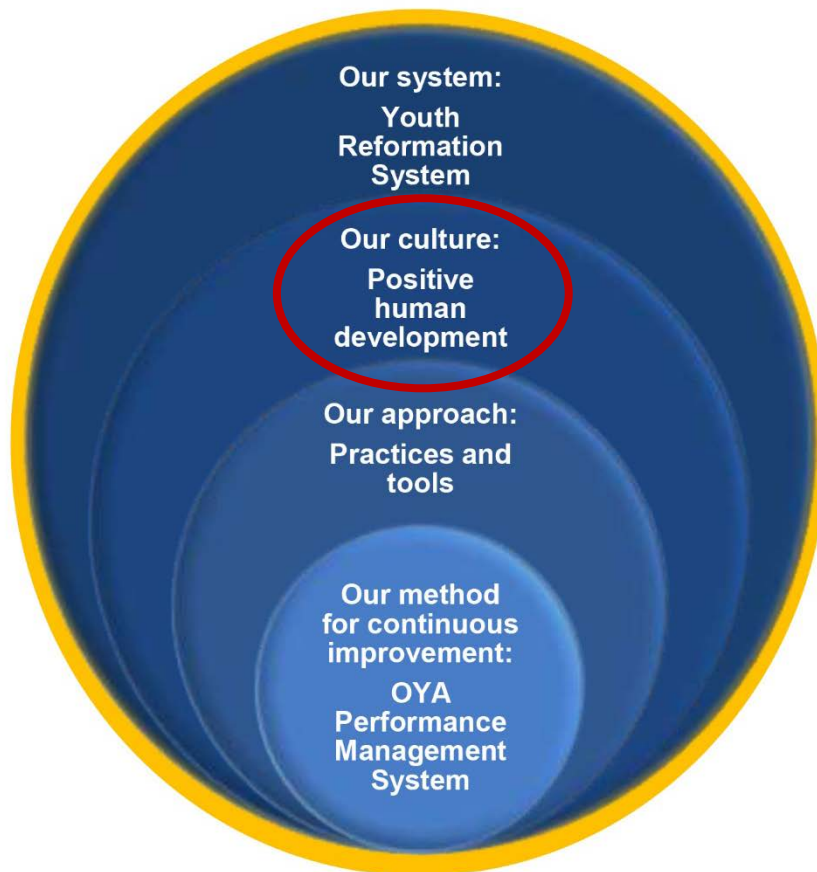 Our system:
Youth
Reformation
System
Our culture:
Positive
human
development
Our approach:
Practices and
tools
Our method
for continuous
improvement:
OYA
Performance
Management
System